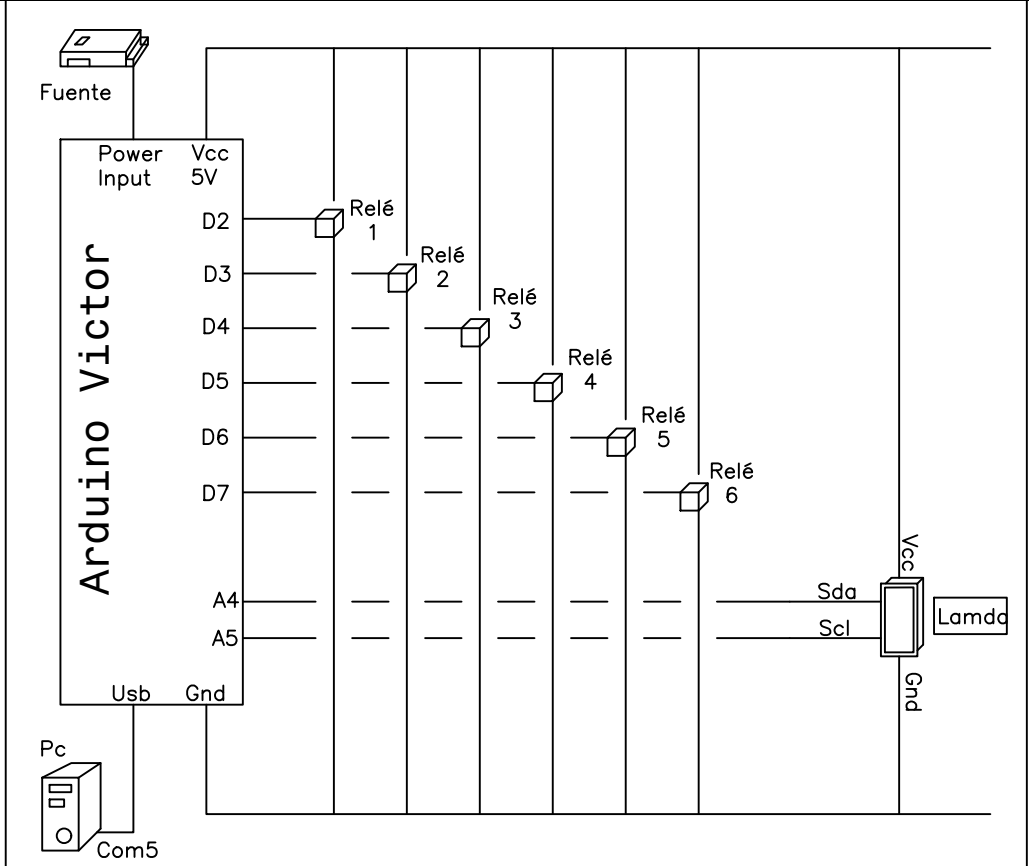 Fuente
Power
Input
Vcc
5V
D2
Relé
1
D3
Relé
2
D4
Relé
3
D5
Relé
4
D6
Relé
5
D7
Relé
6
Arduino Victor
Vcc
A4
Sda
Lamda
A5
Scl
Gnd
Usb
Gnd
Pc
Com5